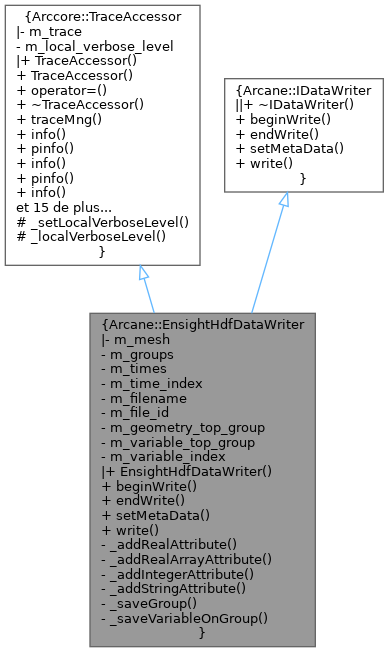 {Arccore::TraceAccessor
|- m_trace
- m_local_verbose_level
|+ TraceAccessor()
+ TraceAccessor()
+ operator=()
+ ~TraceAccessor()
+ traceMng()
+ info()
+ pinfo()
+ info()
+ pinfo()
+ info()
et 15 de plus...
# _setLocalVerboseLevel()
# _localVerboseLevel()
}
{Arcane::IDataWriter
||+ ~IDataWriter()
+ beginWrite()
+ endWrite()
+ setMetaData()
+ write()
}
{Arcane::EnsightHdfDataWriter
|- m_mesh
- m_groups
- m_times
- m_time_index
- m_filename
- m_file_id
- m_geometry_top_group
- m_variable_top_group
- m_variable_index
|+ EnsightHdfDataWriter()
+ beginWrite()
+ endWrite()
+ setMetaData()
+ write()
- _addRealAttribute()
- _addRealArrayAttribute()
- _addIntegerAttribute()
- _addStringAttribute()
- _saveGroup()
- _saveVariableOnGroup()
}